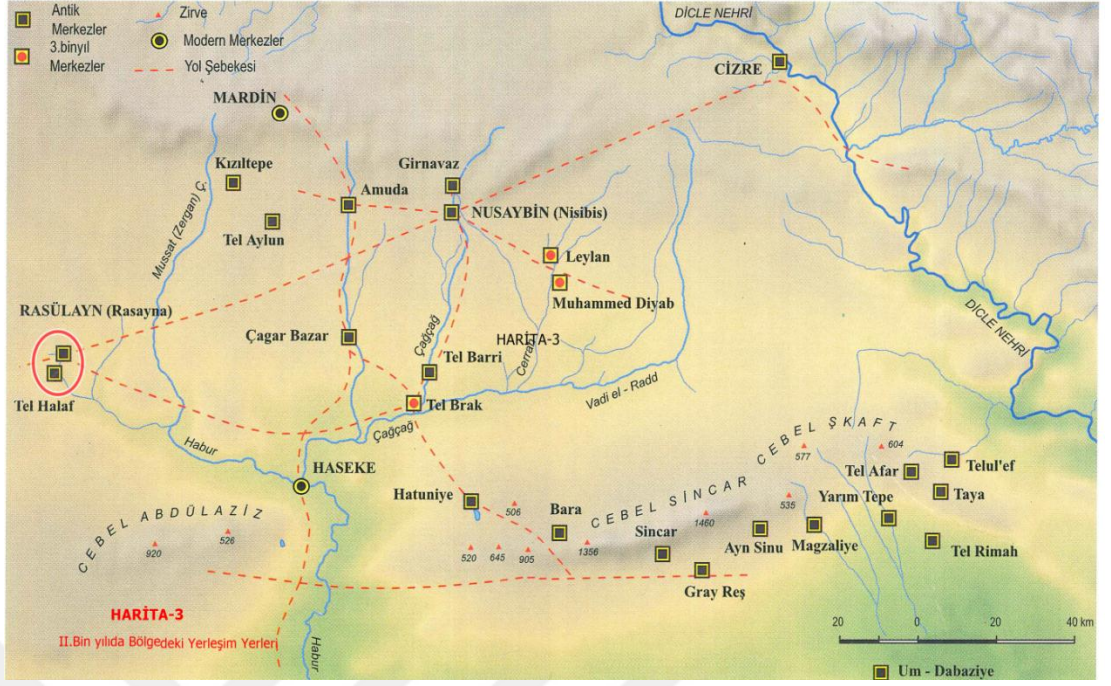 Antik
Merkezler
3.binyıl
Merkezler
Zirve
Modern Merkezler
Yol Şebekesi
DİCLE NEHRİ
CİZRE
MARDİN
Kızıltepe
Girnavaz
Amuda
NUSAYBİN (Nisibis)
Tel Aylun
Mussat (Zergan) Ç.
Leylan
Muhammed Diyab
RASÜLAYN (Rasayna)
Çagar Bazar
Çağçağ
HARİTA-3
Tel Barri
Cerrah
DİCLE NEHRİ
Tel Halaf
Tel Brak
Vadi el - Radd
Çağçağ
Habur
CEBEL ŞKAFT
604
577
HASEKE
Tel Afar
Telul'ef
Hatuniye
CEBEL SİNCAR
Taya
535
Yarım Tepe
506
1460
Bara
CEBEL ABDÜLAZİZ
526
920
Sincar
Ayn Sinu
Magzaliye
Tel Rimah
520
645
905
1356
Gray Reş
HARİTA-3
II.Bin yılıda Bölgedeki Yerleşim Yerleri
Habur
20
0
20
40 km
Um - Dabaziye